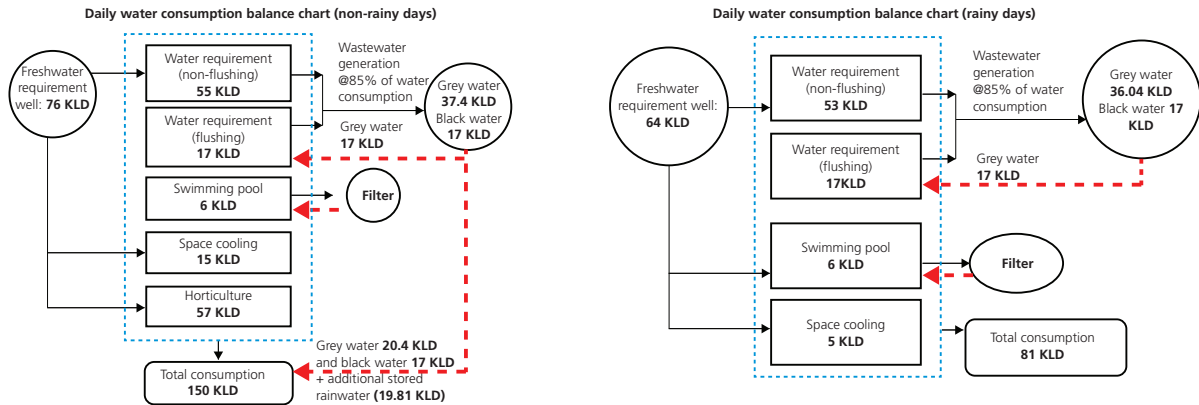 Daily water consumption balance chart (non-rainy days)
Freshwater
requirement
well: 76 KLD
Water requirement
(non-flushing)
55 KLD
Water requirement
(flushing)
17 KLD
Swimming pool
6 KLD
Space cooling
15 KLD
Horticulture
57 KLD
Total consumption
150 KLD
Wastewater
generation
@85% of water
consumption
Grey water
17 KLD
Grey water
37.4 KLD
Black water
17 KLD
Filter
Grey water 20.4 KLD
and black water 17 KLD
+ additional stored
rainwater (19.81 KLD)
Daily water consumption balance chart (rainy days)
Freshwater
requirement well:
64 KLD
Water requirement
(non-flushing)
53 KLD
Water requirement
(flushing)
17KLD
Swimming pool
6 KLD
Space cooling
5 KLD
Wastewater
generation
@85% of water
consumption
Grey water
17 KLD
Grey water
36.04 KLD
Black water 17
KLD
Filter
Total consumption
81 KLD